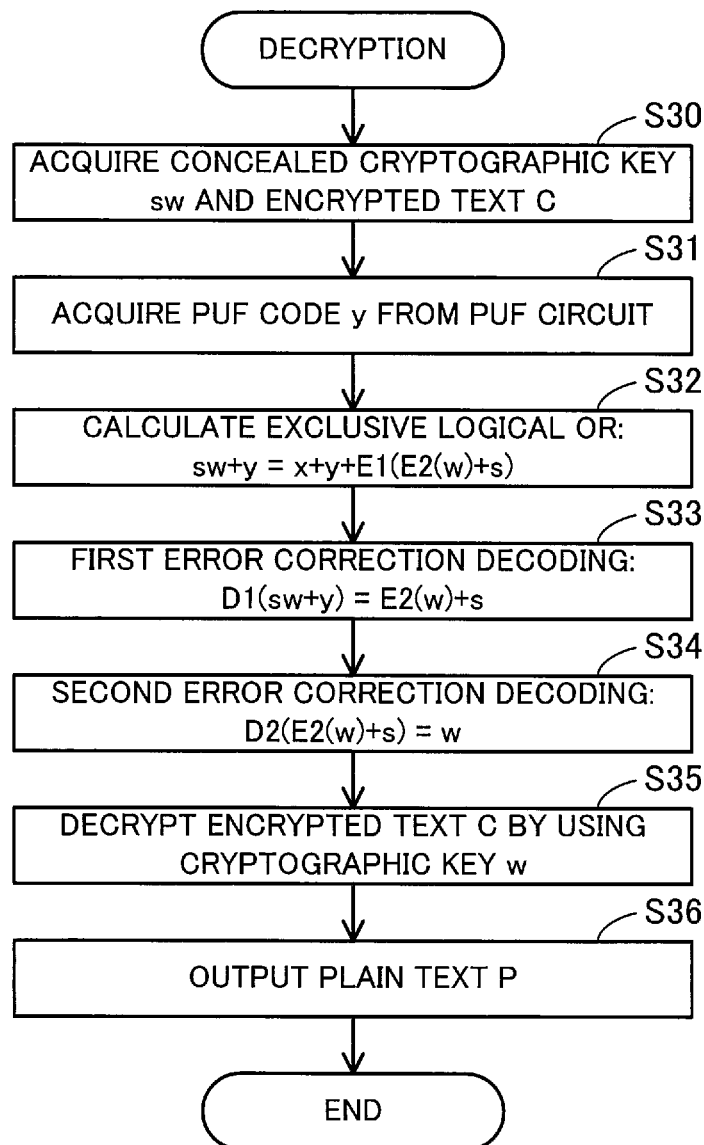 DECRYPTION
S30
ACQUIRE CONCEALED CRYPTOGRAPHIC KEY
sw AND ENCRYPTED TEXT C
S31
ACQUIRE PUF CODE y FROM PUF CIRCUIT
S32
CALCULATE EXCLUSIVE LOGICAL OR:
sw+y = x+y+E1(E2(w)+s)
S33
FIRST ERROR CORRECTION DECODING:
D1(sw+y) = E2(w)+s
S34
SECOND ERROR CORRECTION DECODING:
D2(E2(w)+s) = w
S35
DECRYPT ENCRYPTED TEXT C BY USING
CRYPTOGRAPHIC KEY w
S36
OUTPUT PLAIN TEXT P
END